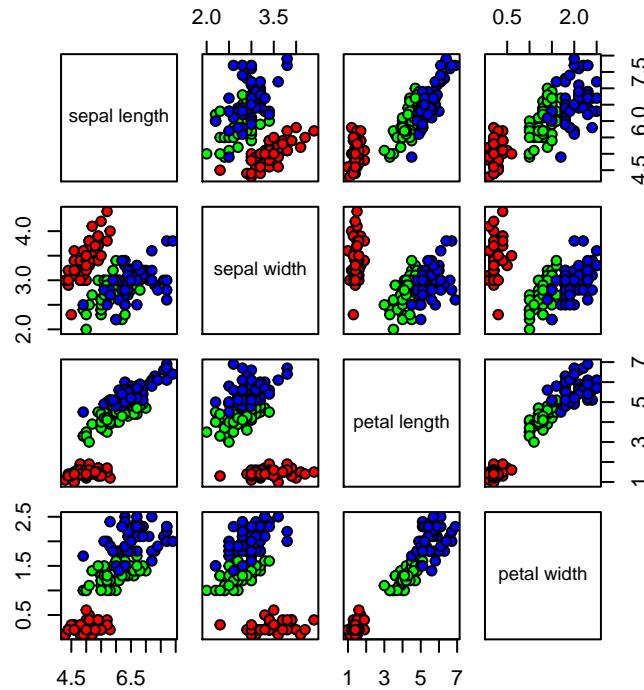 2.0 3.5 0.5 2.0
sepal length
4.5 6.0 7.5
2.0 3.0 4.0
sepal width
petal length
1 3 5 7
0.5 1.5 2.5
petal width
4.5 6.5 1 3 5 7